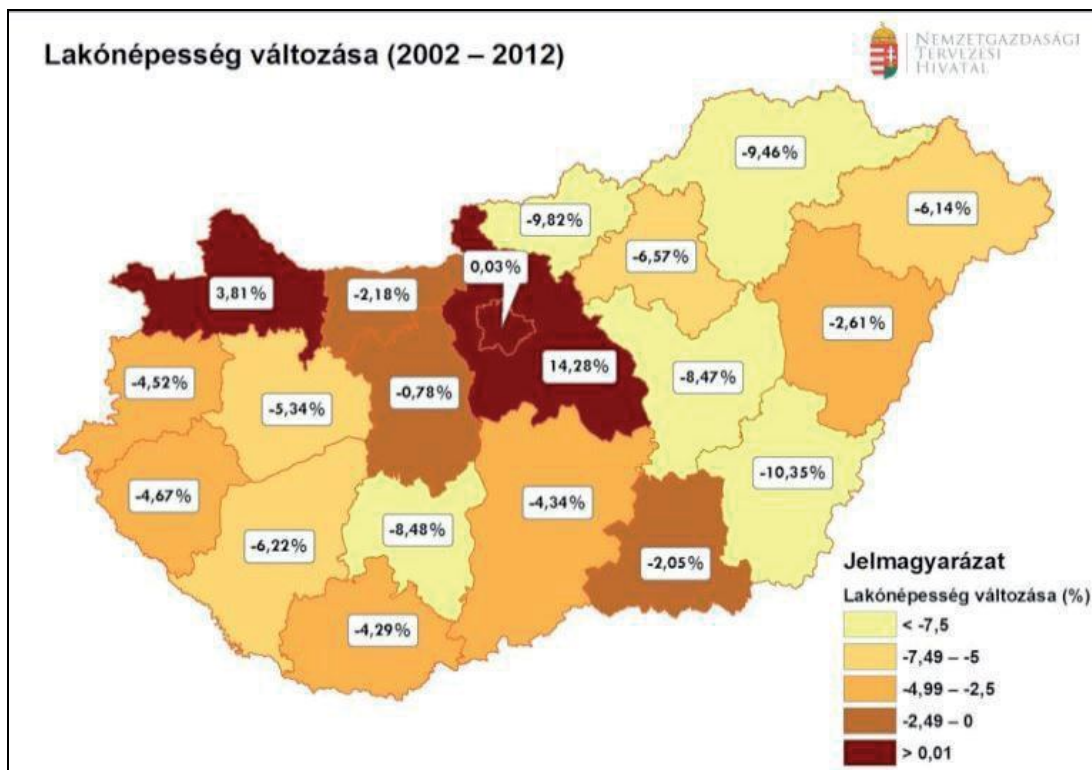 Lakónépesség változása (2002 – 2012)
NEMZETGAZDASÁGI
TERVEZÉSI
HIVATAL
-9,46%
-9,82%
-6,14%
-6,57%
0,03%
3,81%
-2,18%
-2,61%
14,28%
-8,47%
-4,52%
-0,78%
-5,34%
-10,35%
-4,67%
-4,34%
-8,48%
-6,22%
-2,05%
-4,29%
Jelmagyarázat
Lakónépesség változása (%)
< -7,5
-7,49 – -5
-4,99 – -2,5
-2,49 – 0
> 0,01